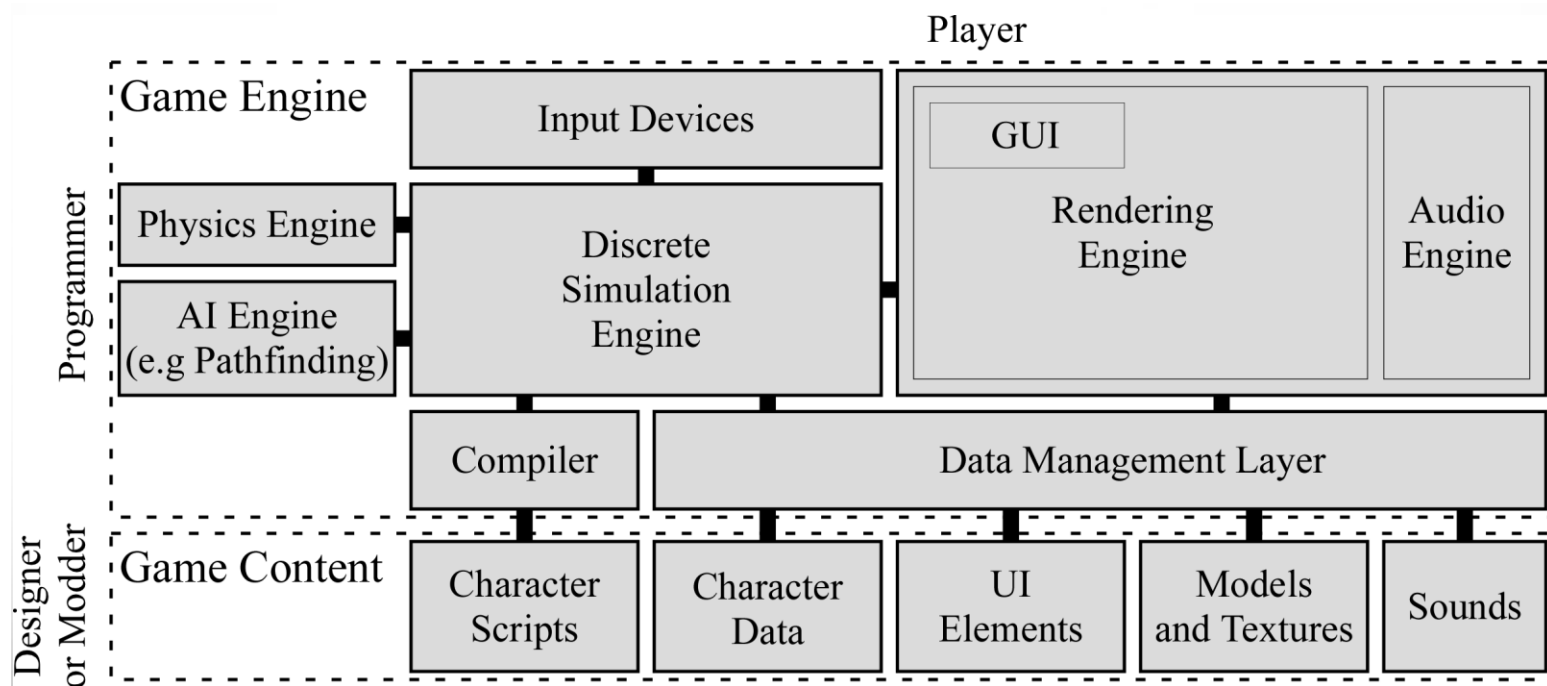 Player
Game Engine
Input Devices
GUI
Rendering
Engine
Audio
Engine
Programmer
Physics Engine
Discrete
Simulation
Engine
AI Engine
(e.g Pathfinding)
Compiler
Data Management Layer
Designer
or Modder
Game Content
Character
Scripts
Character
Data
UI
Elements
Models
and Textures
Sounds